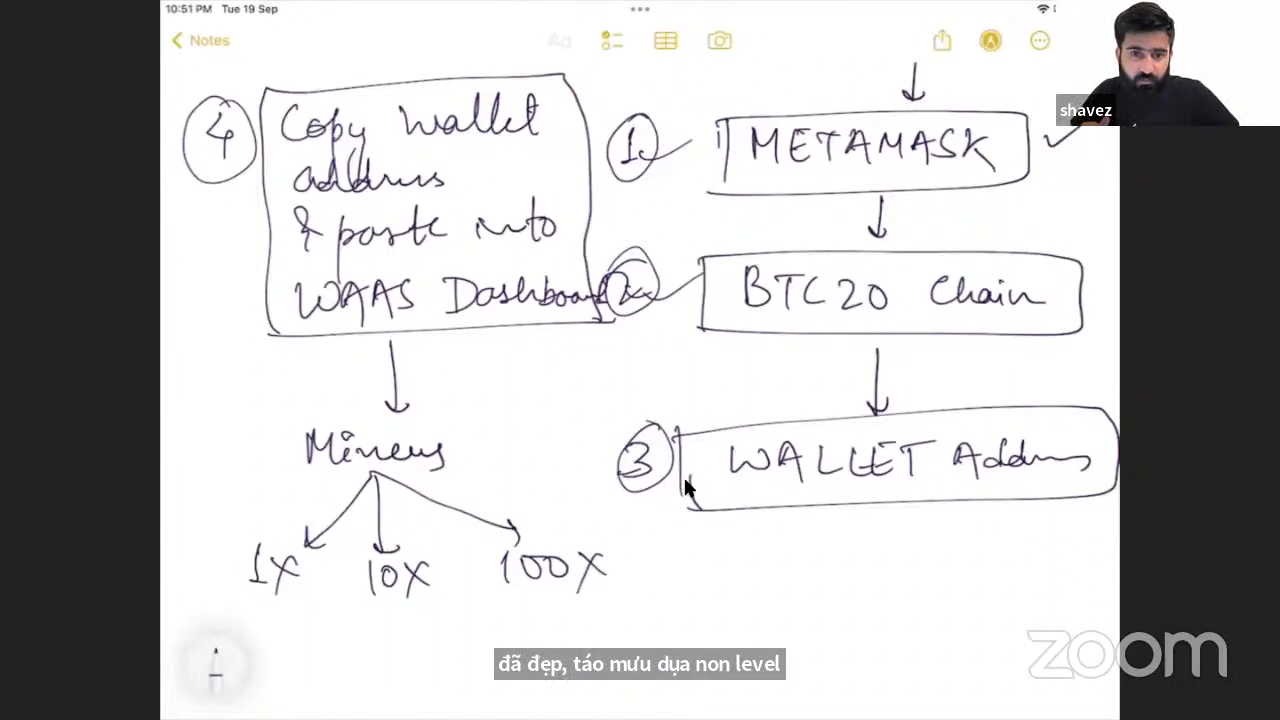 10:51 PM Tue 19 Sep
Notes
Aa
shavez
4
Copy Wallet
address
& paste into
WAAS Dashboard
Miners
1X 10X 100X
1
METAMASK
2
BTC20 Chain
3
WALLET Address
đã đẹp, táo mưu dụa non level
zoom